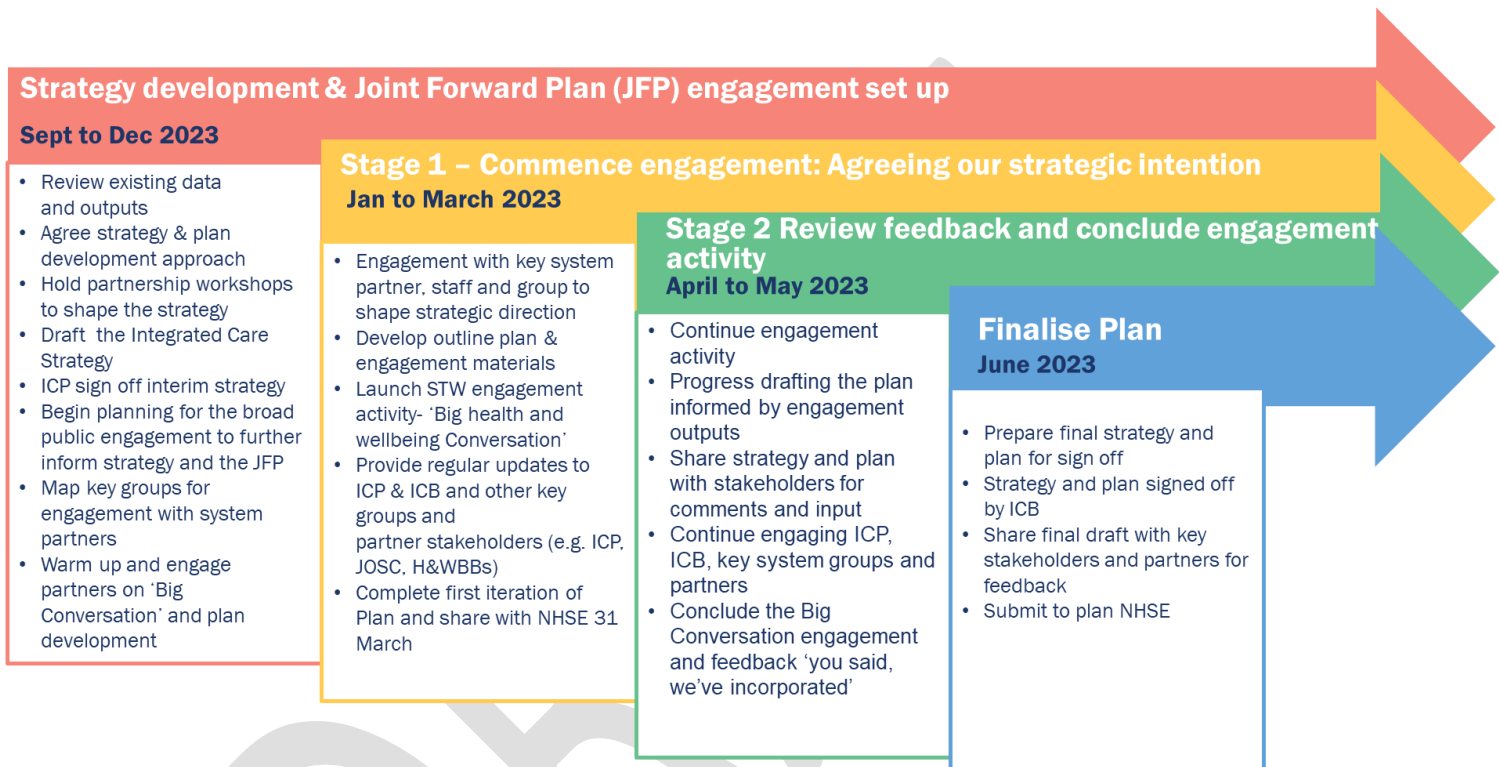 Strategy development & Joint Forward Plan (JFP) engagement set up
Sept to Dec 2023
• Review existing data
and outputs
• Agree strategy & plan
development approach
• Hold partnership workshops
to shape the strategy
• Draft the Integrated Care
Strategy
• ICP sign off interim strategy
• Begin planning for the broad
public engagement to further
inform strategy and the JFP
• Map key groups for
engagement with system
partners
• Warm up and engage
partners on ‘Big
Conversation’ and plan
development
Stage 1 – Commence engagement: Agreeing our strategic intention
Jan to March 2023
• Engagement with key system
partner, staff and group to
shape strategic direction
• Develop outline plan &
engagement materials
• Launch STW engagement
activity- ‘Big health and
wellbeing Conversation’
• Provide regular updates to
ICP & ICB and other key
groups and
partner stakeholders (e.g. ICP,
JOSC, H&WBBs)
• Complete first iteration of
Plan and share with NHSE 31
March
Stage 2 Review feedback and conclude engagement
activity
April to May 2023
• Continue engagement
activity
• Progress drafting the plan
informed by engagement
outputs
• Share strategy and plan
with stakeholders for
comments and input
• Continue engaging ICP,
ICB, key system groups and
partners
• Conclude the Big
Conversation engagement
and feedback ‘you said,
we’ve incorporated’
Finalise Plan
June 2023
• Prepare final strategy and
plan for sign off
• Strategy and plan signed off
by ICB
• Share final draft with key
stakeholders and partners for
feedback
• Submit to plan NHSE